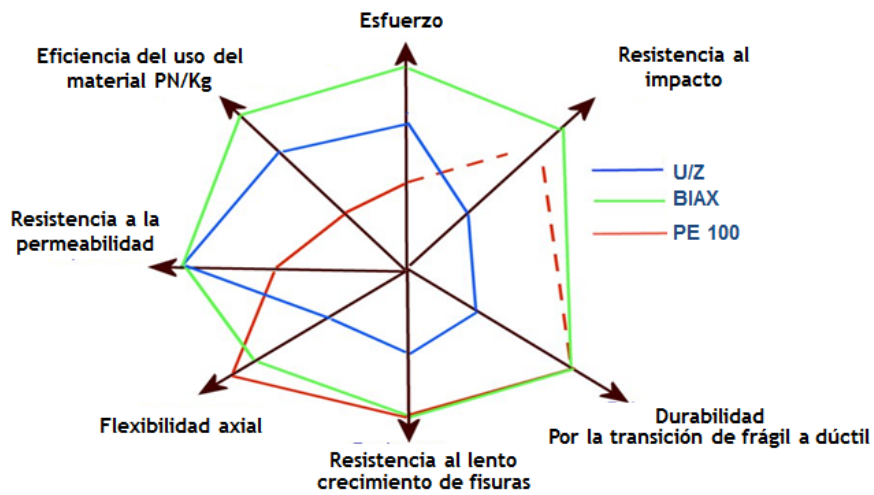 Esfuerzo
Eficiencia del uso del
material PN/Kg
Resistencia al
impacto
U/Z
BIAX
PE 100
Resistencia a la
permeabilidad
Flexibilidad axial
Durabilidad
Por la transición de frágil a dúctil
Resistencia al lento
crecimiento de fisuras